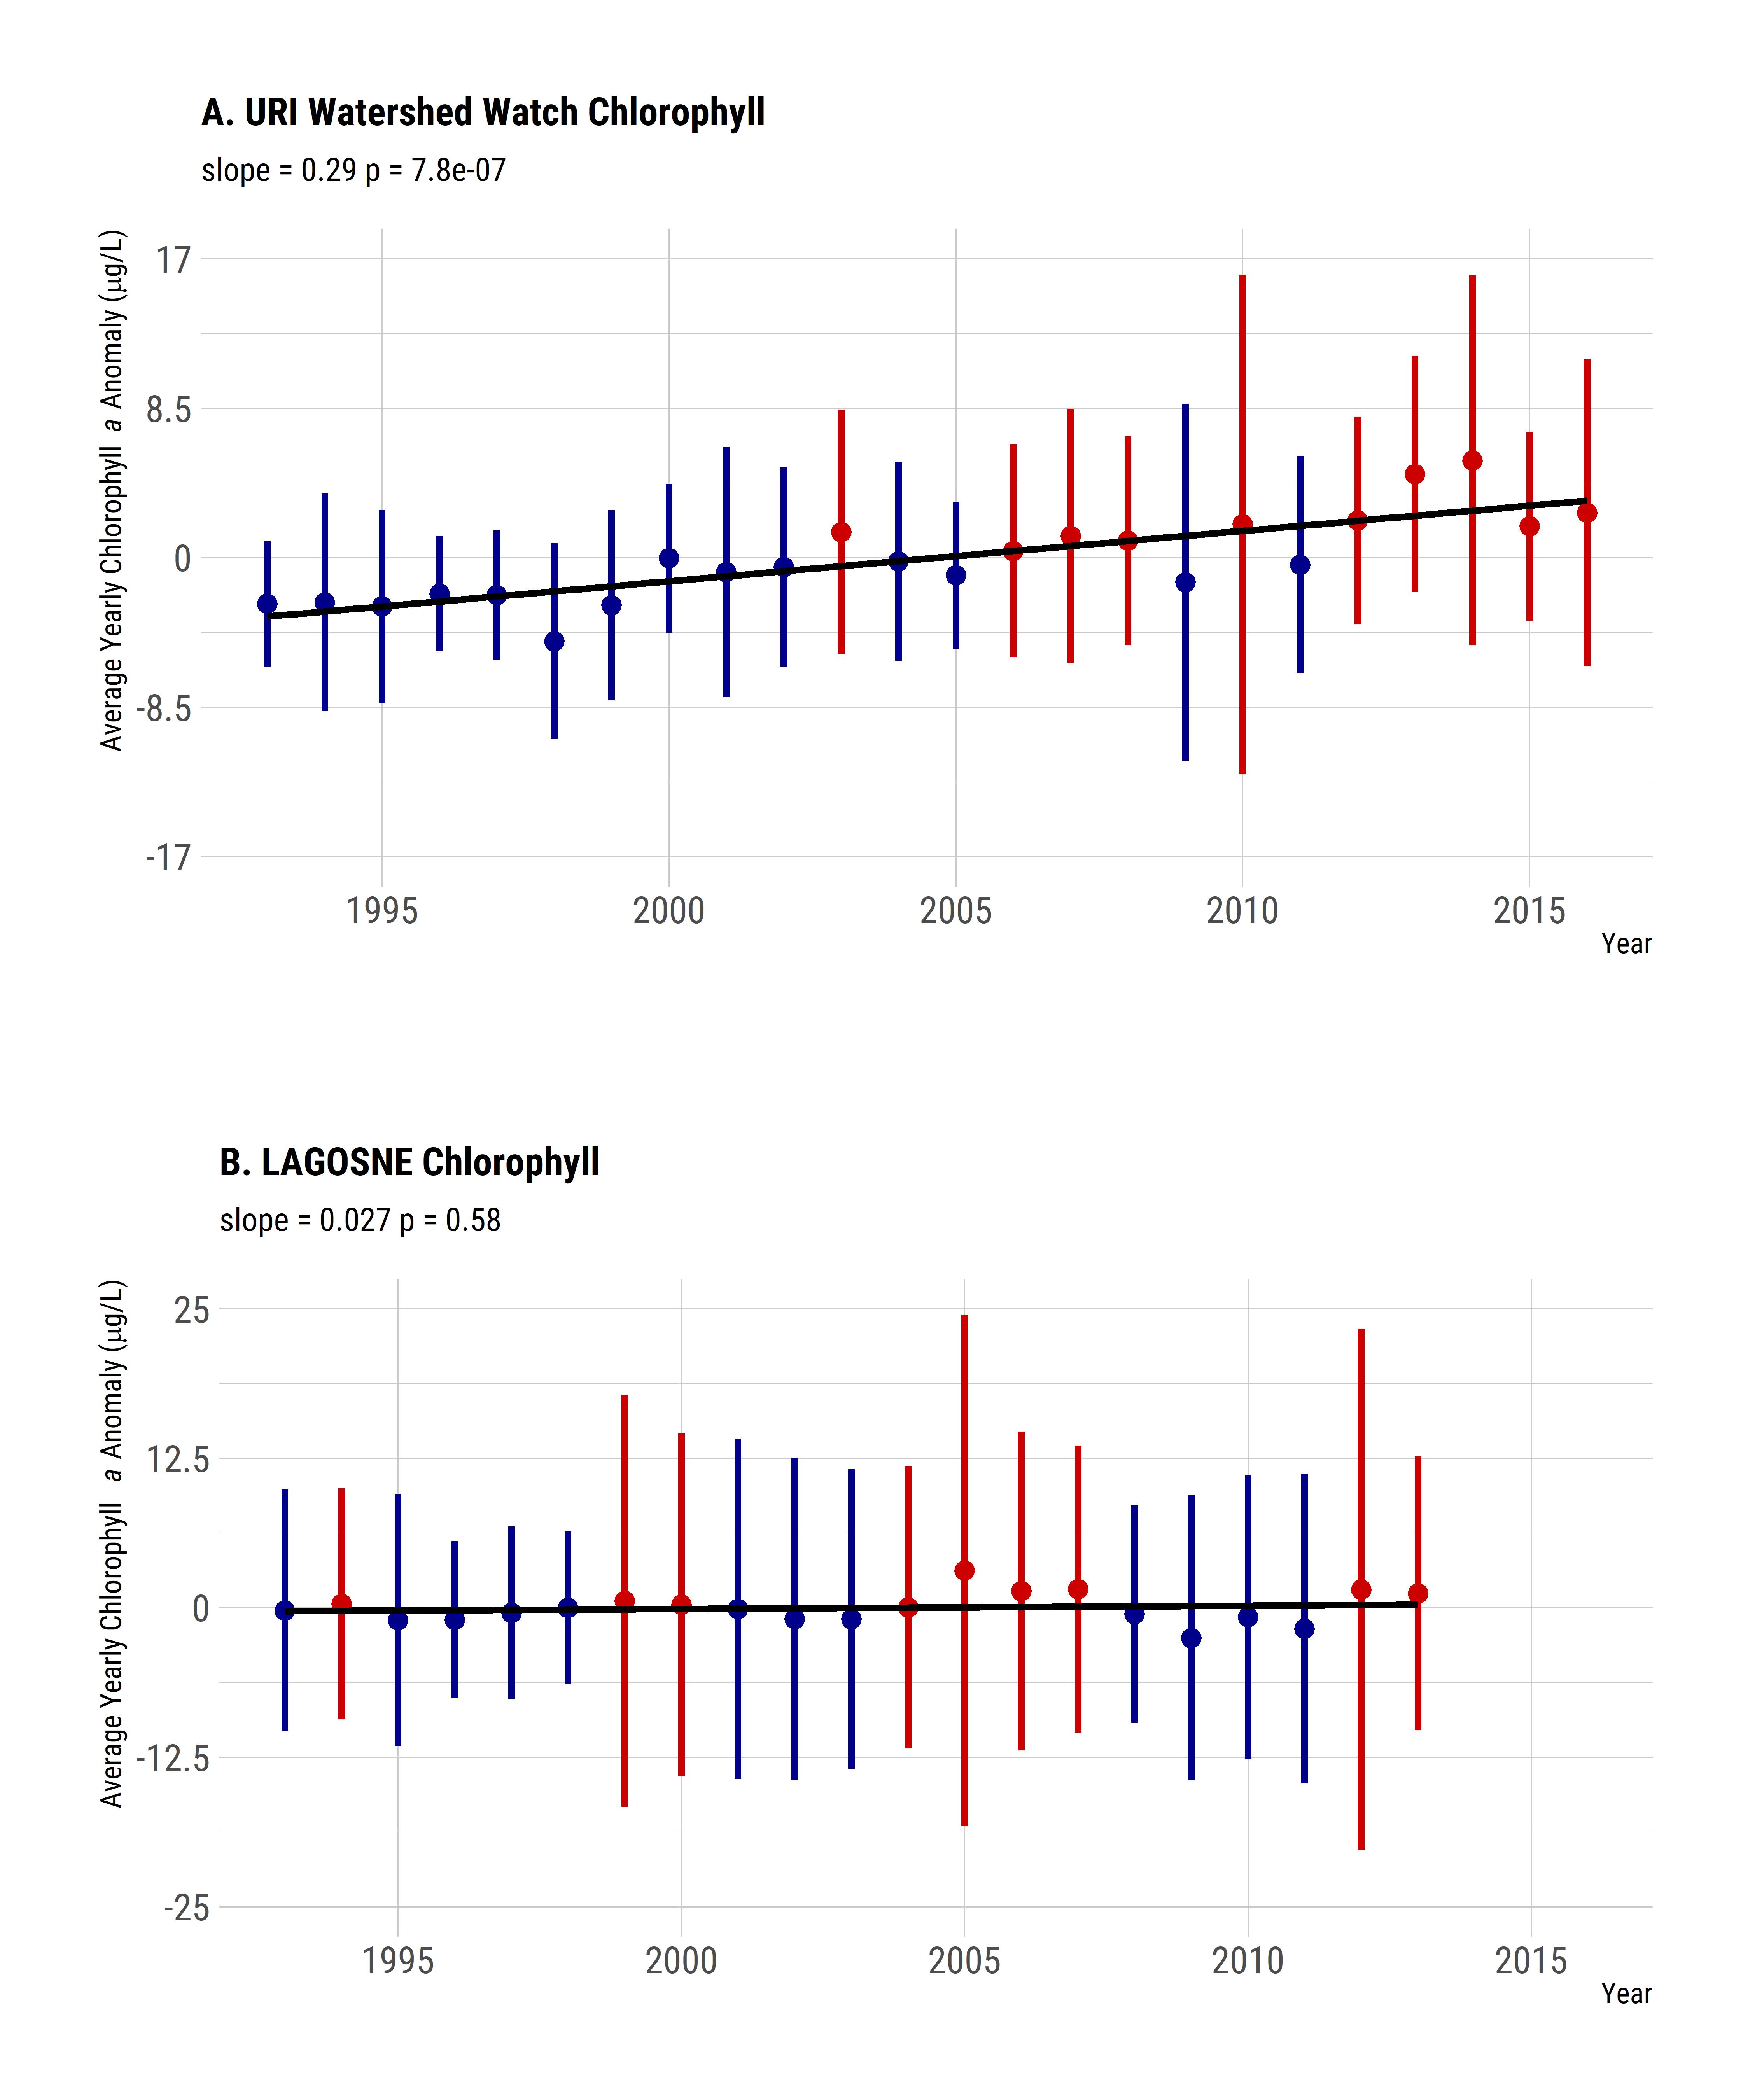 A. URI Watershed Watch Chlorophyll
slope = 0.29 p = 7.8e-07
Average Yearly Chlorophyll a Anomaly (μg/L)
17
8.5
0
-8.5
-17
1995 2000 2005 2010 2015
Year
B. LAGOSNE Chlorophyll
slope = 0.027 p = 0.58
Average Yearly Chlorophyll a Anomaly (μg/L)
25
12.5
0
-12.5
-25
1995 2000 2005 2010 2015
Year